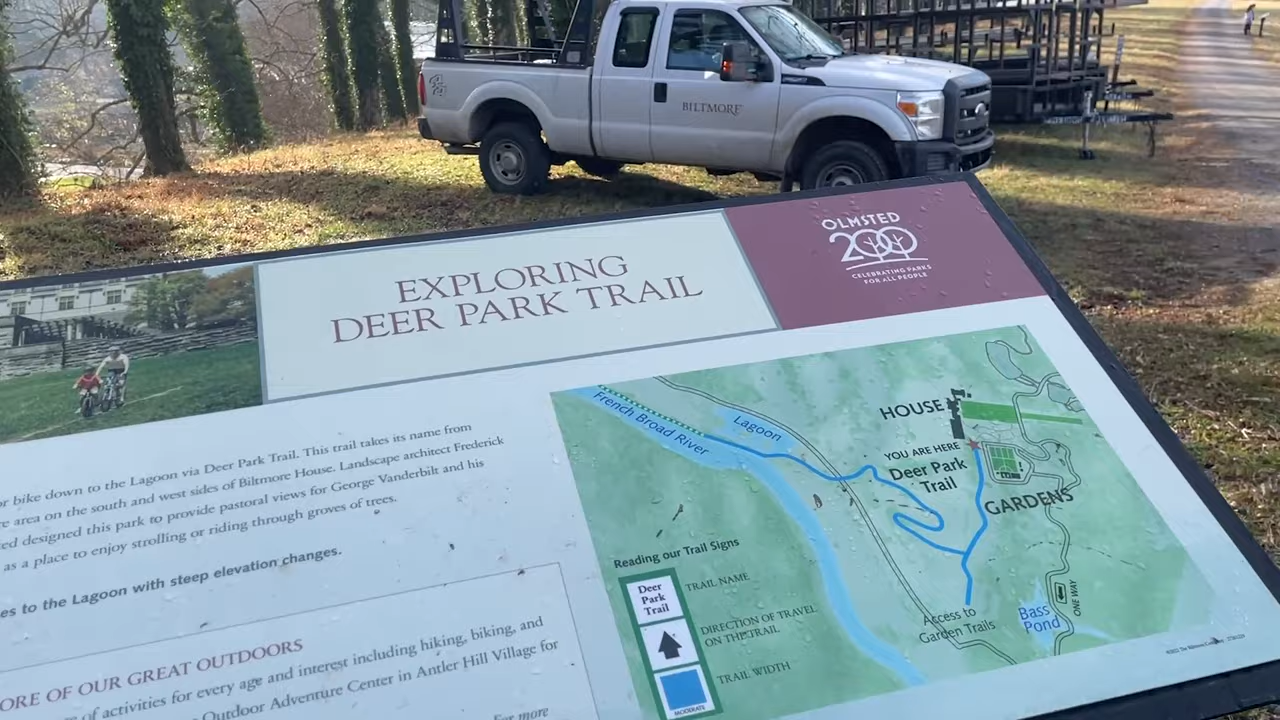 BILTMORE
EXPLORING
DEER PARK TRAIL
OLMSTED
200
CELEBRATING PARKS
FOR ALL PEOPLE
or bike down to the Lagoon via Deer Park Trail. This trail takes its name from
area on the south and west sides of Biltmore House. Landscape architect Frederick
designed this park to provide pastoral views for George Vanderbilt and his
as a place to enjoy strolling or riding through groves of trees.
to the Lagoon with steep elevation changes.
ORE OF OUR GREAT OUTDOORS
of activities for every age and interest including hiking, biking, and
Outdoor Adventure Center in Antler Hill Village for
For more
French Broad River
Lagoon
HOUSE
YOU ARE HERE
Deer Park
Trail
GARDENS
Access to
Garden Trails
Bass
Pond
ONE WAY
Reading our Trail Signs
Deer
Park
Trail
TRAIL NAME
DIRECTION OF TRAVEL
ON THE TRAIL
TRAIL WIDTH
MODERATE